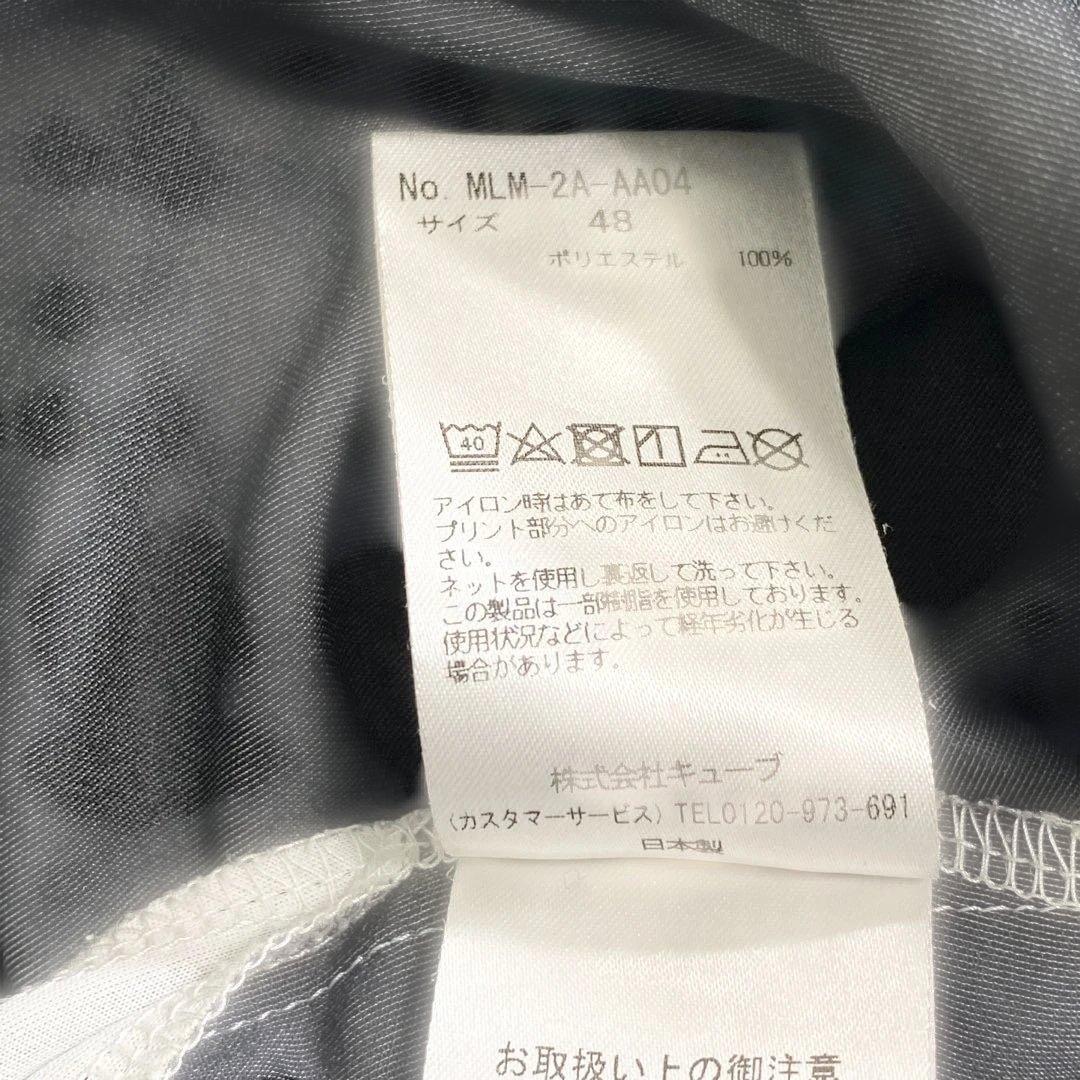 No. MLM-2A-AA04
サイズ 48
ポリエステル 100%
40
アイロン時はあて布をして下さい。
プリント部分へのアイロンはお避けくだ
さい。
ネットを使用し裏返して洗って下さい。
この製品は一部樹脂を使用しております。
使用状況などによって経年劣化が生じる
場合があります。
株式会社キューブ
(カスタマーサービス) TEL0120-973-691
日本製
お取扱い上の御注意